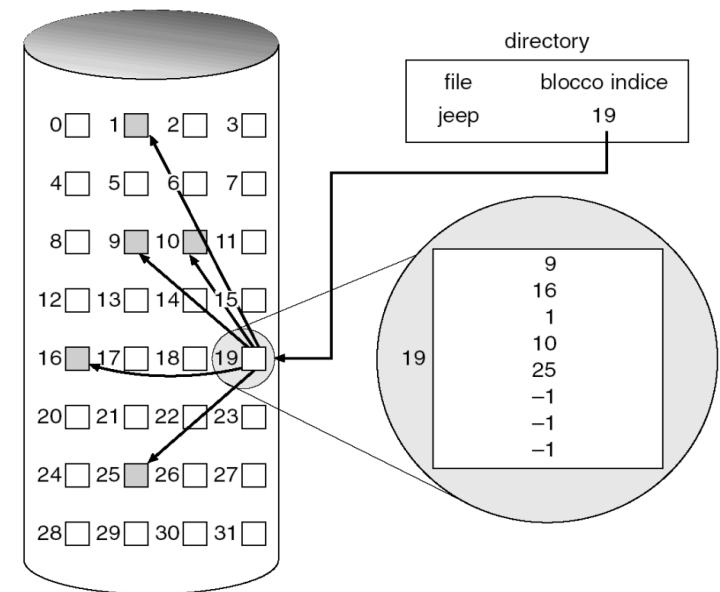 directory
file blocco indice
jeep 19
0 1 2 3
4 5 6 7
8 9 10 11
12 13 14 15
16 17 18 19
20 21 22 23
24 25 26 27
28 29 30 31
19
9
16
1
10
25
–1
–1
–1